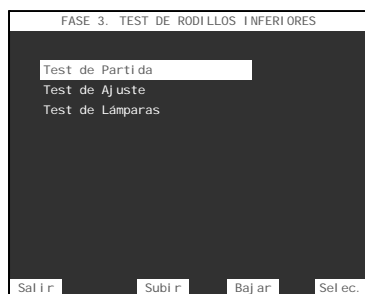 FASE 3. TEST DE RODILLOS INFERIORES
Test de Partida
Test de Ajuste
Test de Lámparas
Salir Subir Bajar Selec.